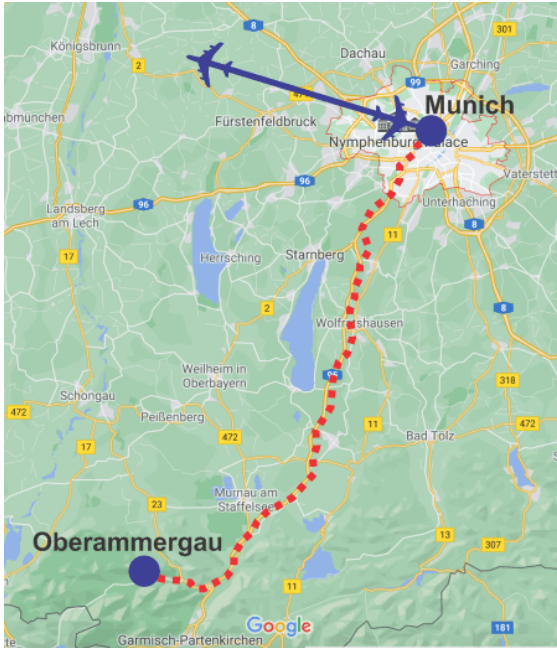 Königsbrunn
8
301
Dachau
Garching
2
99
Munich
Fürstenfeldbruck
Nymphenburg
Vaterstett
96
96
Unterhaching
Landsberg
am Lech
11
8
17
Starnberg
Herrsching
2
8
Wolfratshausen
Weilheim in
Oberbayern
318
Schongau
472
Peißenberg
472
11
472
Bad Tölz
17
23
Murnau am
Staffelsee
Oberammergau
13
307
11
Google
181
Garmisch-Partenkirchen